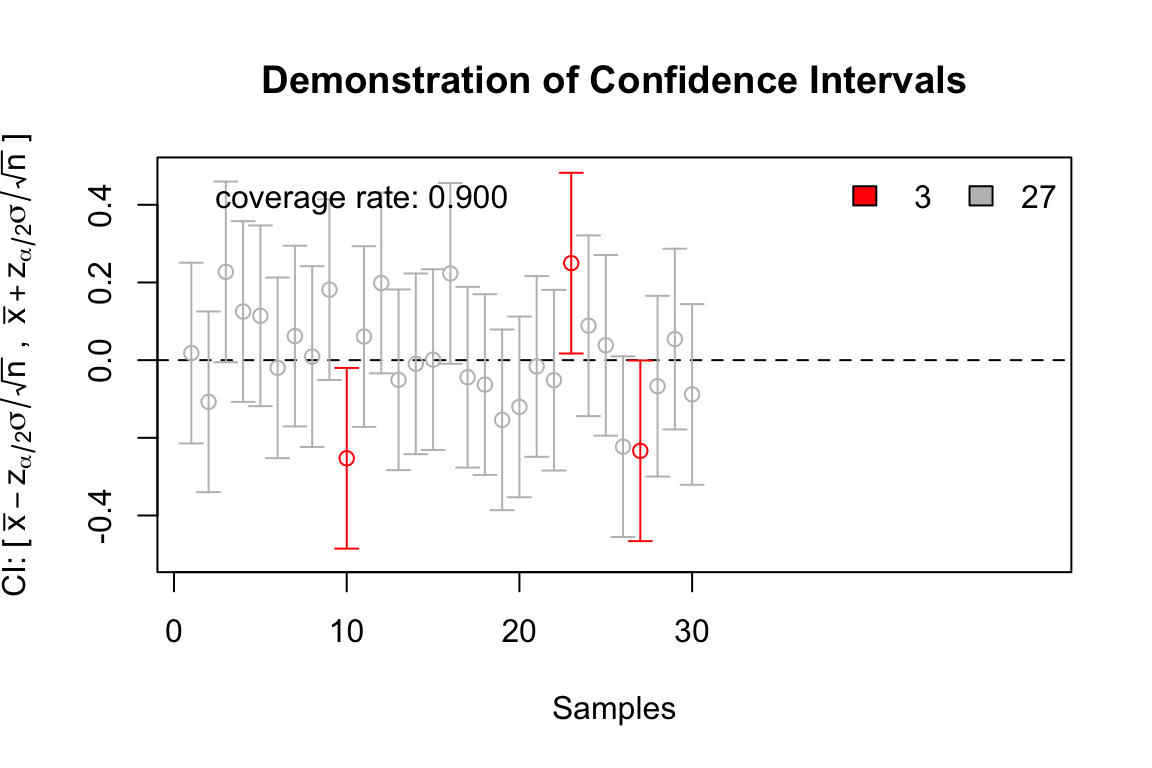 Demonstration of Confidence Intervals
CI: [ x̅ − zα/2σ/√n , x̅ + zα/2σ/√n ]
coverage rate: 0.900
3 27
0.4
0.2
0.0
-0.4
0 10 20 30
Samples